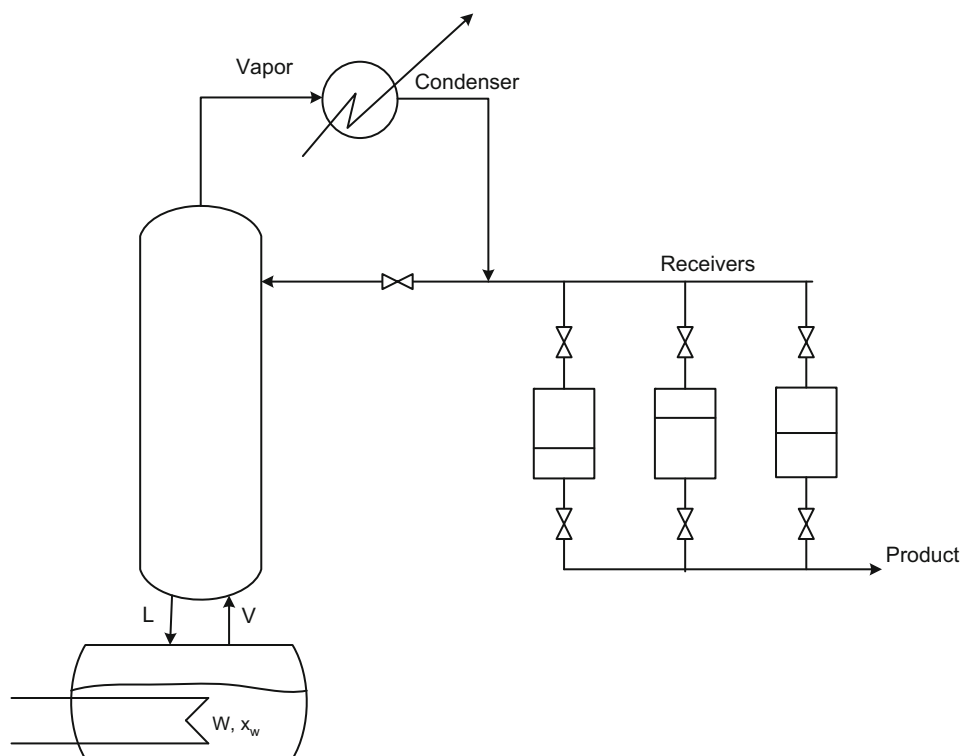 Vapor
Condenser
Receivers
Product
L
V
W, x_w